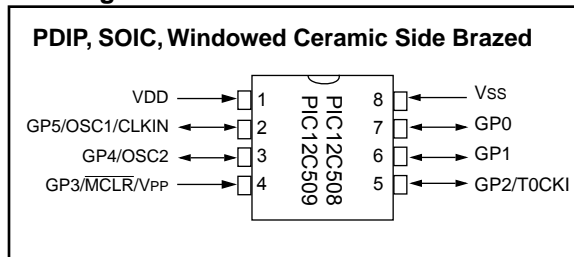 PDIP, SOIC, Windowed Ceramic Side Brazed
VDD 1 8 VSS
GP5/OSC1/CLKIN 2 7 GP0
GP4/OSC2 3 6 GP1
GP3/MCLR/VPP 4 5 GP2/T0CKI
PIC12C508
PIC12C509